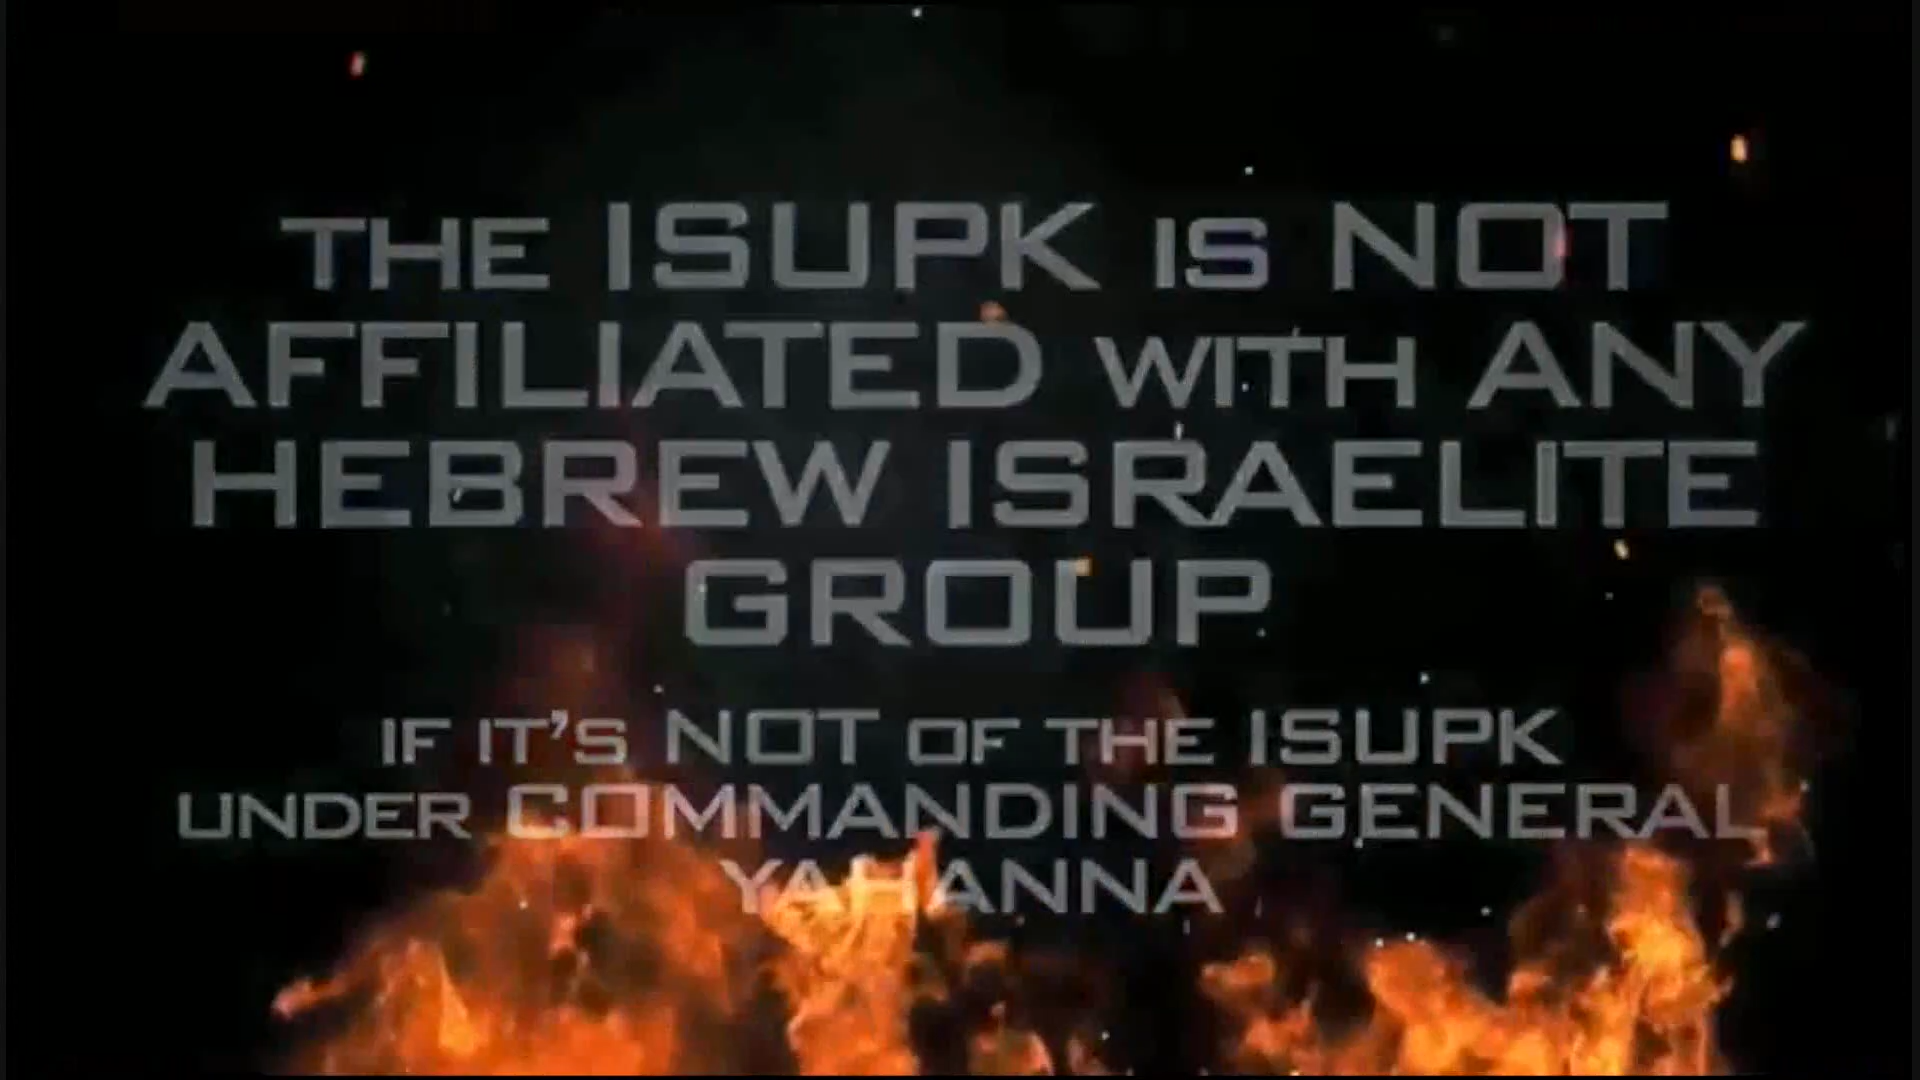 THE ISUPK IS NOT
AFFILIATED WITH ANY
HEBREW ISRAELITE
GROUP
IF IT'S NOT OF THE ISUPK
UNDER COMMANDING GENERAL
YAHANNA